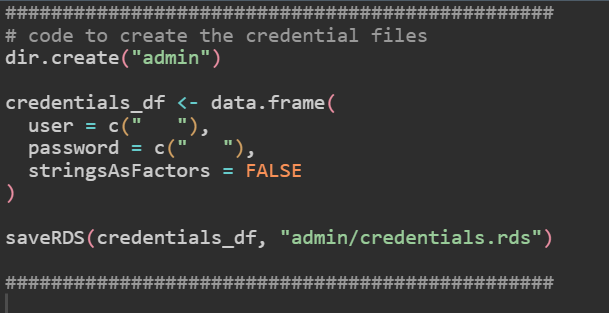 ################################################
# code to create the credential files
dir.create("admin")
credentials_df <- data.frame(
  user = c("   "),
  password = c("   "),
  stringsAsFactors = FALSE
)
saveRDS(credentials_df, "admin/credentials.rds")
################################################